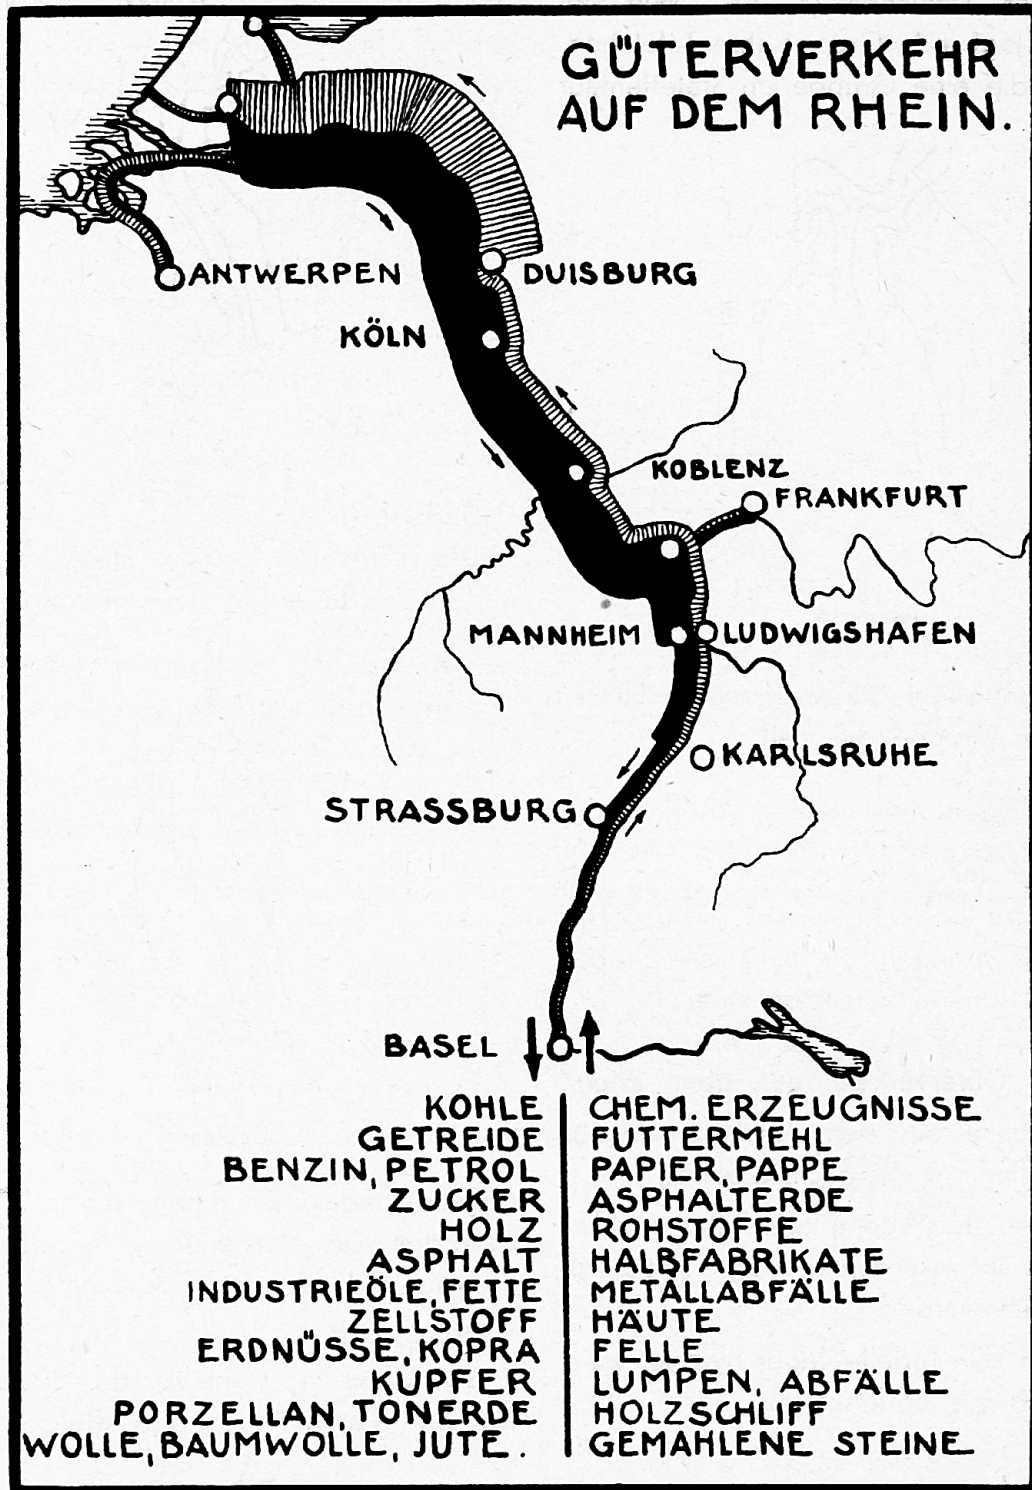 GÜTERVERKEHR
AUF DEM RHEIN.
ANTWERPEN
DUISBURG
KÖLN
KOBLENZ
FRANKFURT
MANNHEIM
LUDWIGSHAFEN
KARLSRUHE
STRASSBURG
BASEL
KOHLE
GETREIDE
BENZIN, PETROL
ZUCKER
HOLZ
ASPHALT
INDUSTRIEÖLE, FETTE
ZELLSTOFF
ERDNÜSSE, KOPRA
KUPFER
PORZELLAN, TONERDE
WOLLE, BAUMWOLLE, JUTE.
CHEM. ERZEUGNISSE
FUTTERMEHL
PAPIER, PAPPE
ASPHALTERDE
ROHSTOFFE
HALBFABRIKATE
METALLABFÄLLE
HÄUTE
FELLE
LUMPEN, ABFÄLLE
HOLZSCHLIFF
GEMAHLENE STEINE